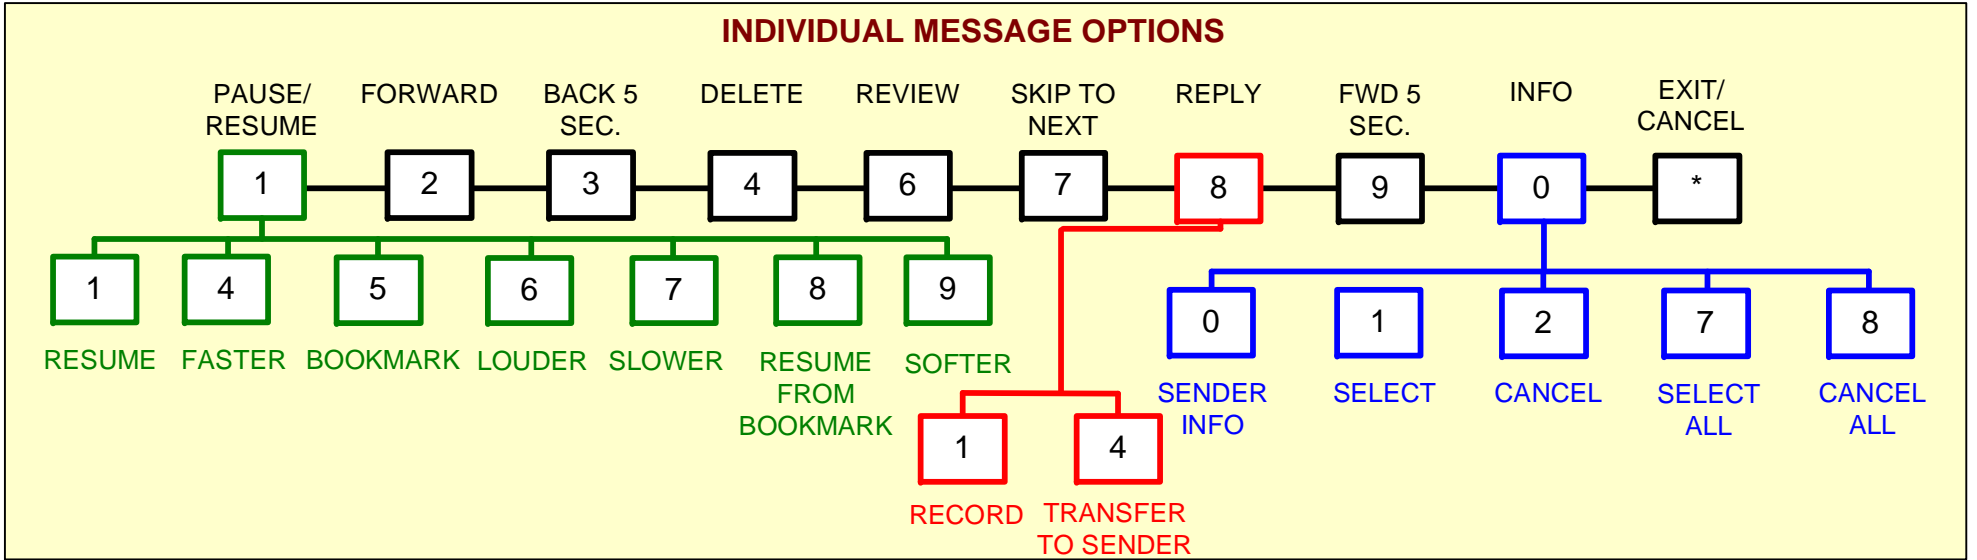 INDIVIDUAL MESSAGE OPTIONS
PAUSE/
RESUME
FORWARD
BACK 5
SEC.
DELETE
REVIEW
SKIP TO
NEXT
REPLY
FWD 5
SEC.
INFO
EXIT/
CANCEL
1
2
3
4
6
7
8
9
0
*
1
4
5
6
7
8
9
RESUME
FASTER
BOOKMARK
LOUDER
SLOWER
RESUME
FROM
BOOKMARK
SOFTER
0
1
2
7
8
SENDER
INFO
SELECT
CANCEL
SELECT
ALL
CANCEL
ALL
1
4
RECORD
TRANSFER
TO SENDER